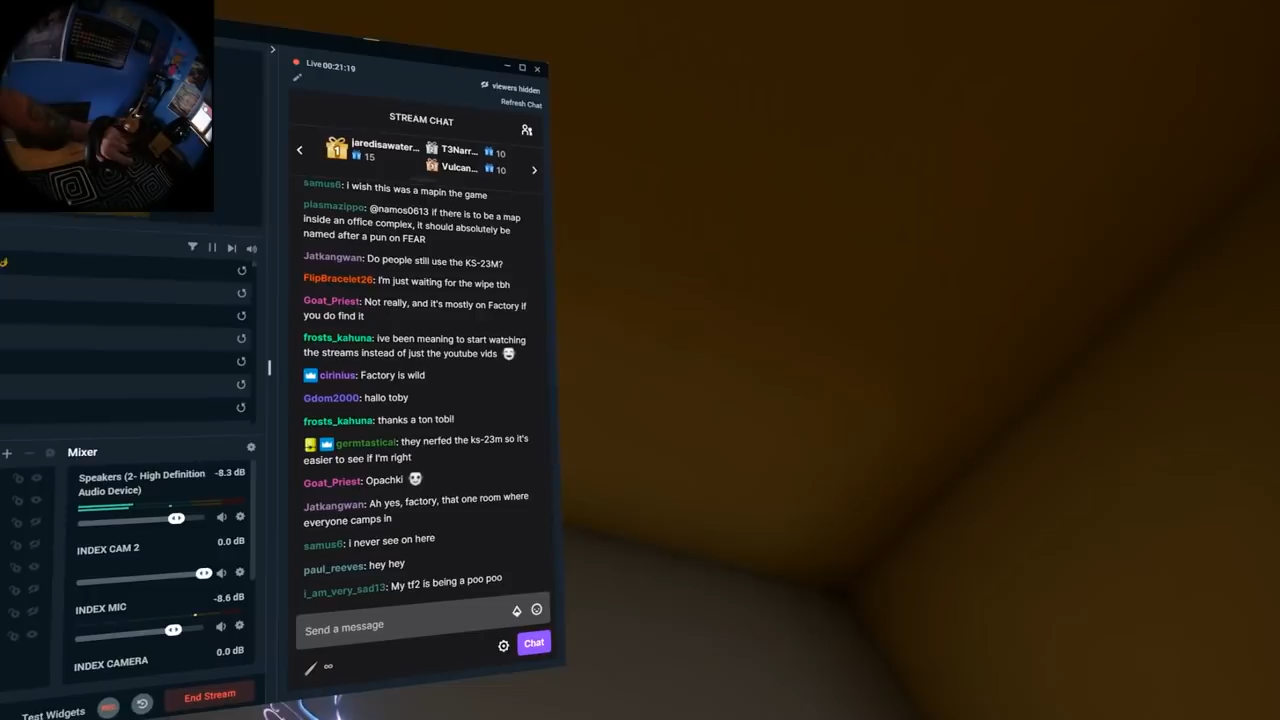 Live 00:21:19
viewers hidden
Refresh Chat
STREAM CHAT
1 jaredisawater... 15
T3Narr... 10
Vulcan... 10
samus6: i wish this was a mapin the game
plasmazippo: @namos0613 if there is to be a map
inside an office complex, it should absolutely be
named after a pun on FEAR
Jatkangwan: Do people still use the KS-23M?
FlipBracelet26: I'm just waiting for the wipe tbh
Goat_Priest: Not really, and it's mostly on Factory if
you do find it
frosts_kahuna: ive been meaning to start watching
the streams instead of just the youtube vids
cirinius: Factory is wild
Gdom2000: hallo toby
frosts_kahuna: thanks a ton tobi!
germtastical: they nerfed the ks-23m so it's
easier to see if I'm right
Goat_Priest: Opachki
Jatkangwan: Ah yes, factory, that one room where
everyone camps in
samus6: i never see on here
paul_reeves: hey hey
i_am_very_sad13: My tf2 is being a poo poo
Send a message
Chat
Mixer
Speakers (2- High Definition
Audio Device)
-8.3 dB
INDEX CAM 2
0.0 dB
INDEX MIC
-8.6 dB
INDEX CAMERA
0.0 dB
Test Widgets
End Stream